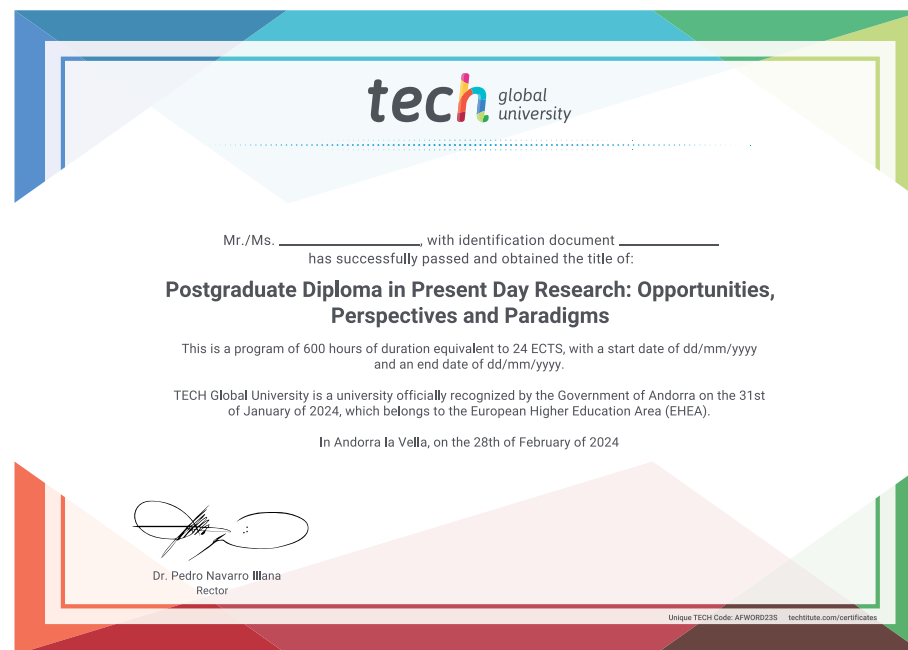 tech global
university
Mr./Ms. ____________, with identification document ____________
has successfully passed and obtained the title of:
Postgraduate Diploma in Present Day Research: Opportunities,
Perspectives and Paradigms
This is a program of 600 hours of duration equivalent to 24 ECTS, with a start date of dd/mm/yyyy
and an end date of dd/mm/yyyy.
TECH Global University is a university officially recognized by the Government of Andorra on the 31st
of January of 2024, which belongs to the European Higher Education Area (EHEA).
In Andorra la Vella, on the 28th of February of 2024
Dr. Pedro Navarro Illana
Rector
Unique TECH Code: AFWORD23S techtitute.com/certificates